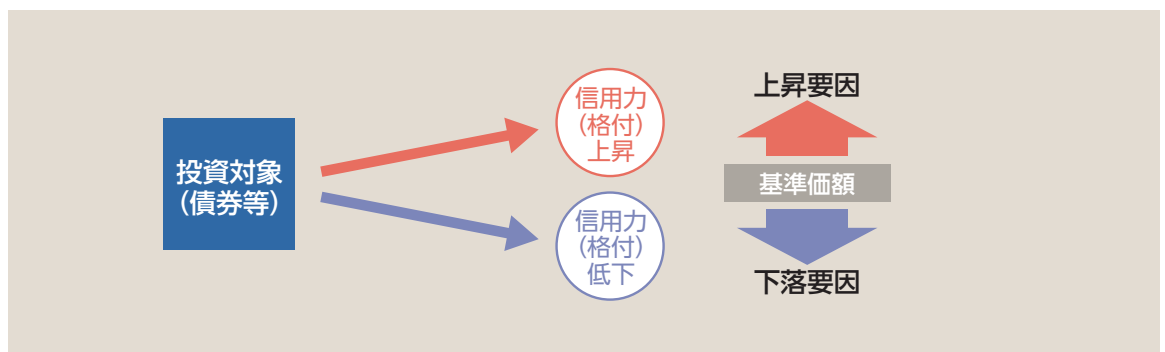 投資対象
（債券等）
信用力
（格付）
上昇
信用力
（格付）
低下
上昇要因
基準価額
下落要因